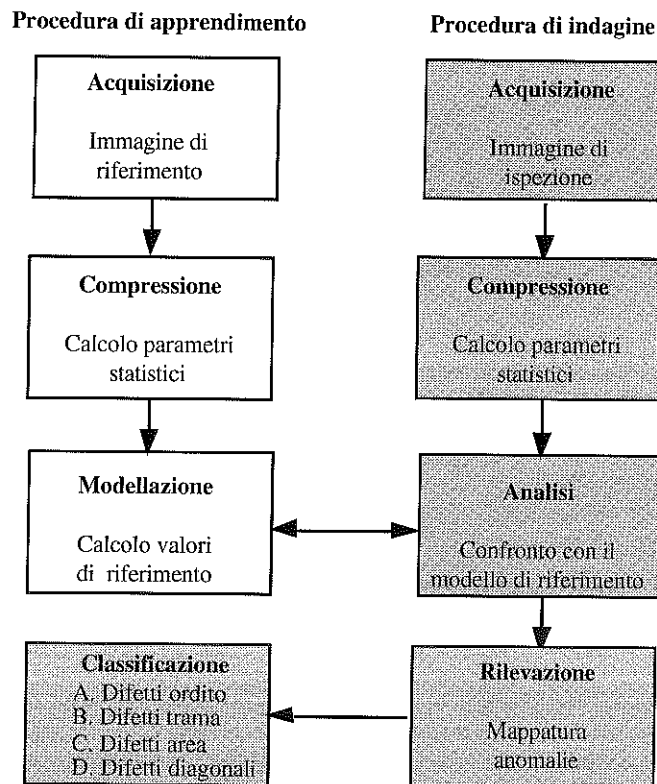 Procedura di apprendimento
Acquisizione
Immagine di
riferimento
Compressione
Calcolo parametri
statistici
Modellazione
Calcolo valori
di riferimento
Classificazione
A. Difetti ordito
B. Difetti trama
C. Difetti area
D. Difetti diagonali
Procedura di indagine
Acquisizione
Immagine di
ispezione
Compressione
Calcolo parametri
statistici
Analisi
Confronto con il
modello di riferimento
Rilevazione
Mappatura
anomalie